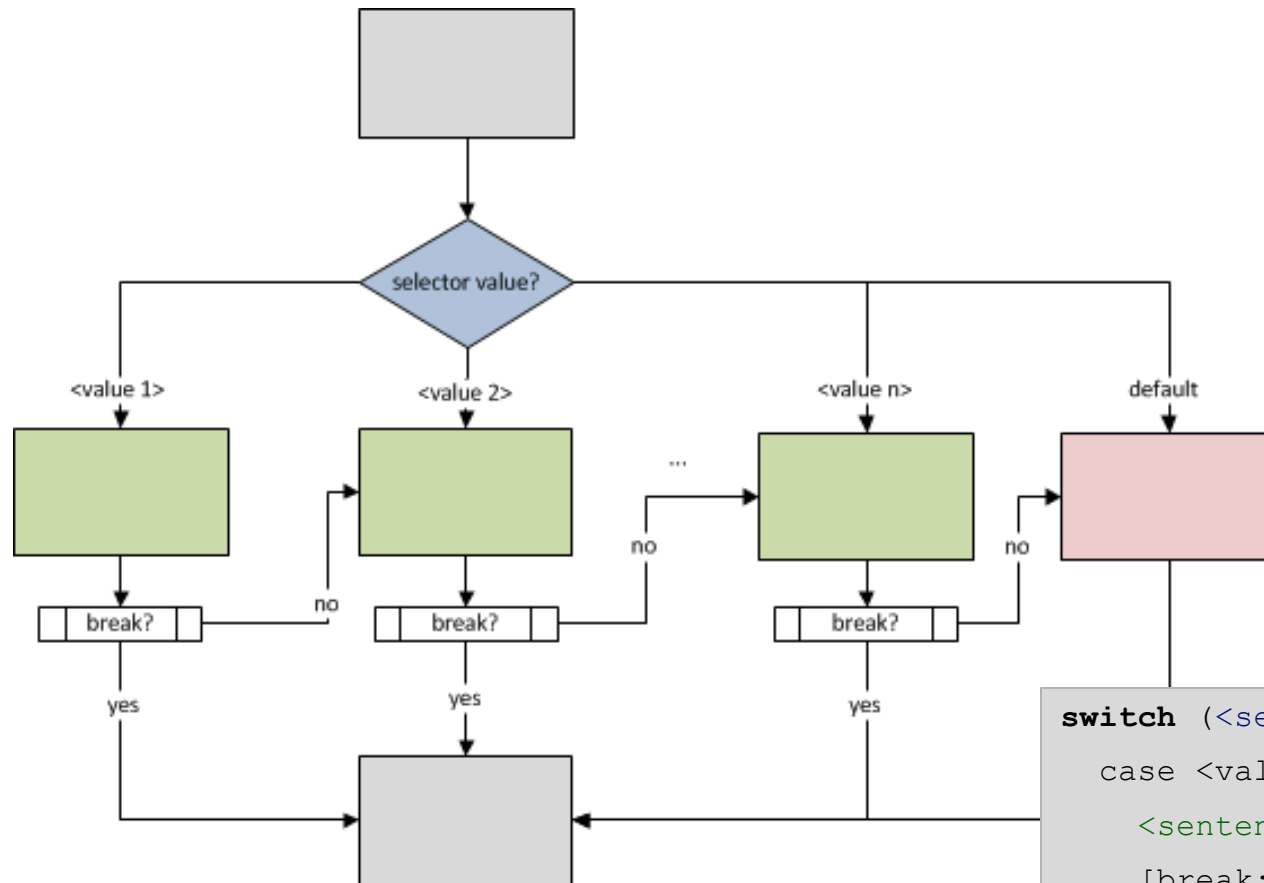 selector value?
<value 1>
<value 2>
<value n>
default
...
no
no
no
break?
break?
break?
yes
yes
yes
switch (<se
case <val
<senten
[break;